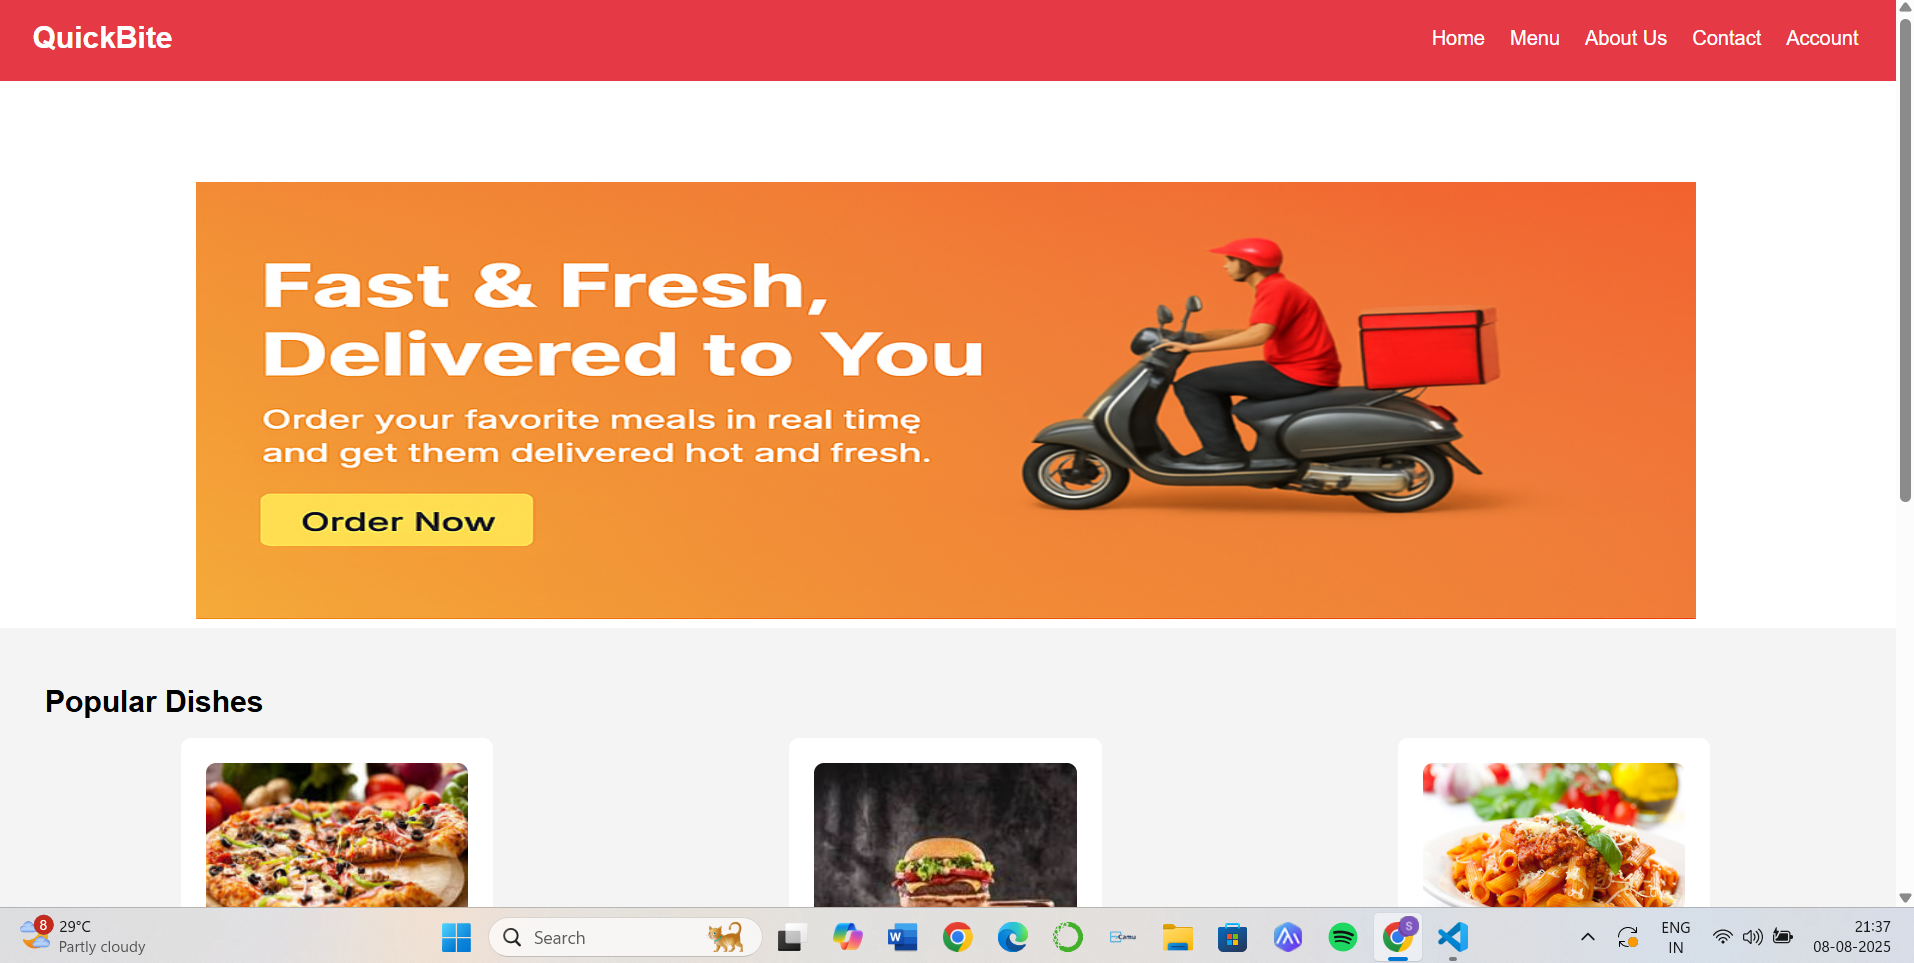 QuickBite
Home Menu About Us Contact Account
Fast & Fresh,
Delivered to You
Order your favorite meals in real timę
and get them delivered hot and fresh.
Order Now
Popular Dishes
8
29°C
Partly cloudy
Search
W
Camu
S
ENG
IN
21:37
08-08-2025